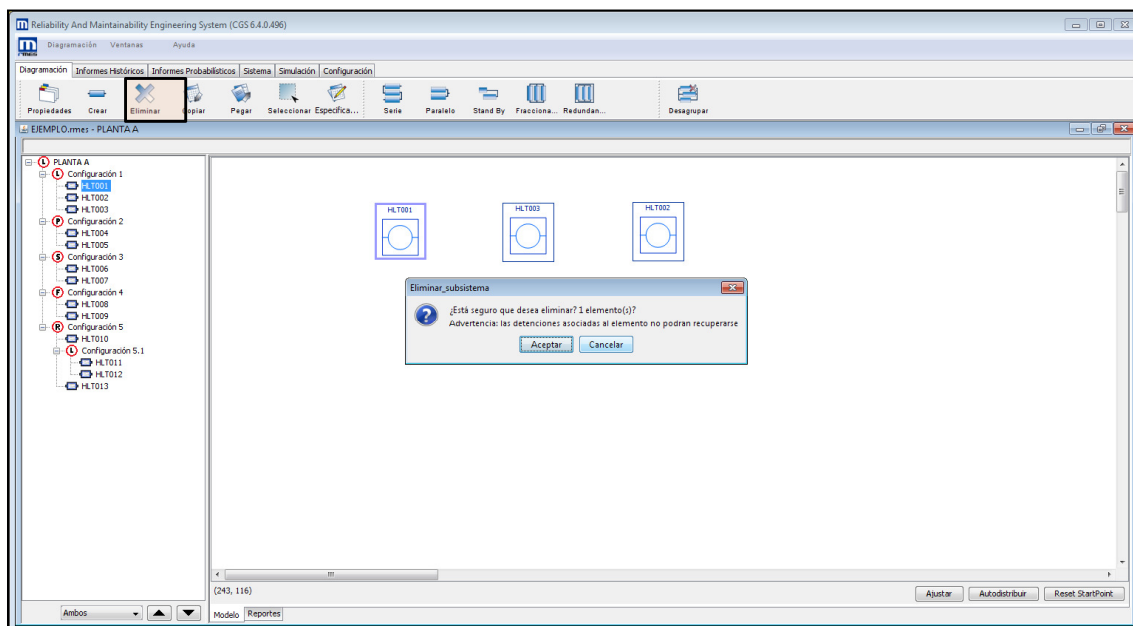 Reliability And Maintainability Engineering System (CGS 6.4.0.496)
Diagramación Ventanas Ayuda
rmes
Diagramación Informes Históricos Informes Probabilísticos Sistema Simulación Configuración
Propiedades Crear Eliminar Copiar Pegar Seleccionar Especifica... Serie Paralelo Stand By Fracciona... Redundan... Desagrupar
EJEMPLO.rmes - PLANTA A
L PLANTA A
L Configuración 1
HLT001
HLT002
HLT003
P Configuración 2
HLT004
HLT005
S Configuración 3
HLT006
HLT007
F Configuración 4
HLT008
HLT009
R Configuración 5
HLT010
L Configuración 5.1
HLT011
HLT012
HLT013
HLT001 HLT003 HLT002
Eliminar_subsistema
¿Está seguro que desea eliminar? 1 elemento(s)?
Advertencia: las detenciones asociadas al elemento no podran recuperarse
Aceptar Cancelar
(243, 116)
Ajustar Autodistribuir Reset StartPoint
Ambos
Modelo Reportes